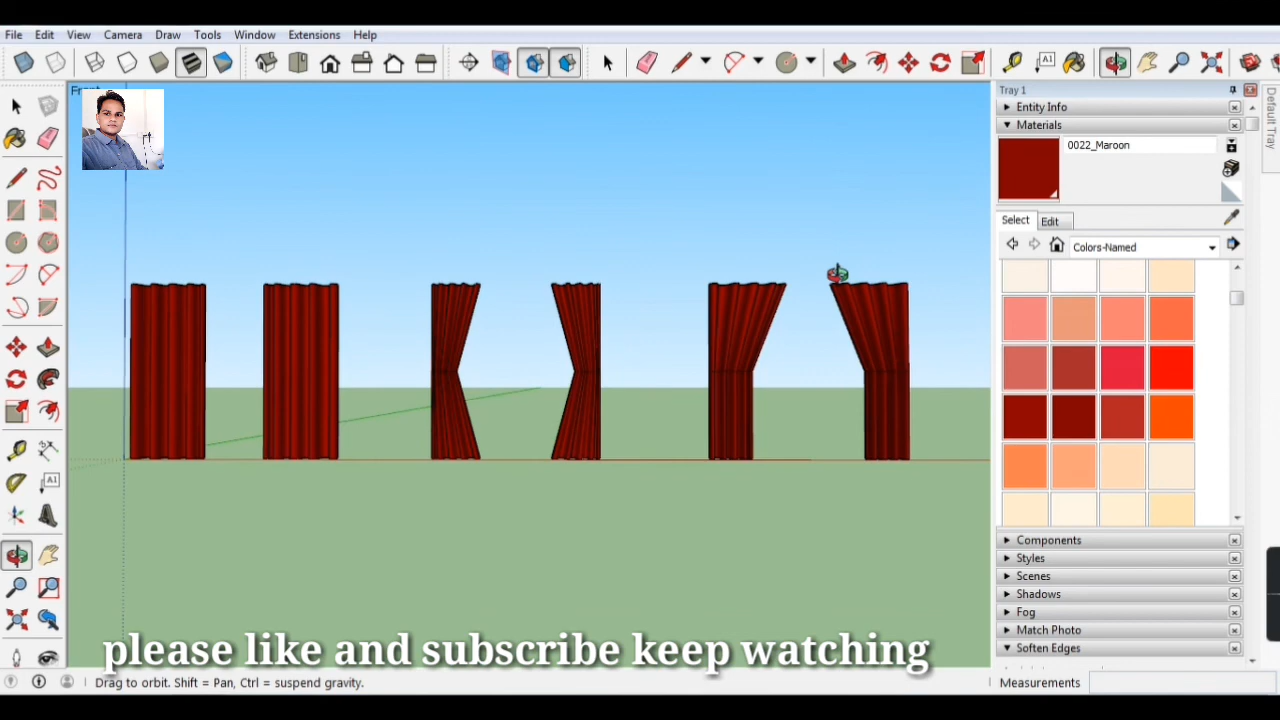 File Edit View Camera Draw Tools Window Extensions Help
Tray 1
Default Tray
Entity Info
Materials
0022_Maroon
Select Edit
Colors-Named
Components
Styles
Scenes
Shadows
Fog
Match Photo
Soften Edges
please like and subscribe keep watching
Drag to orbit. Shift = Pan, Ctrl = suspend gravity.
Measurements